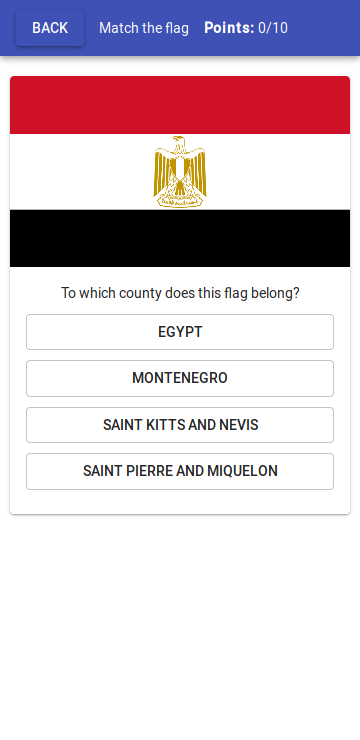 BACK Match the flag Points: 0/10
To which county does this flag belong?
EGYPT
MONTENEGRO
SAINT KITTS AND NEVIS
SAINT PIERRE AND MIQUELON